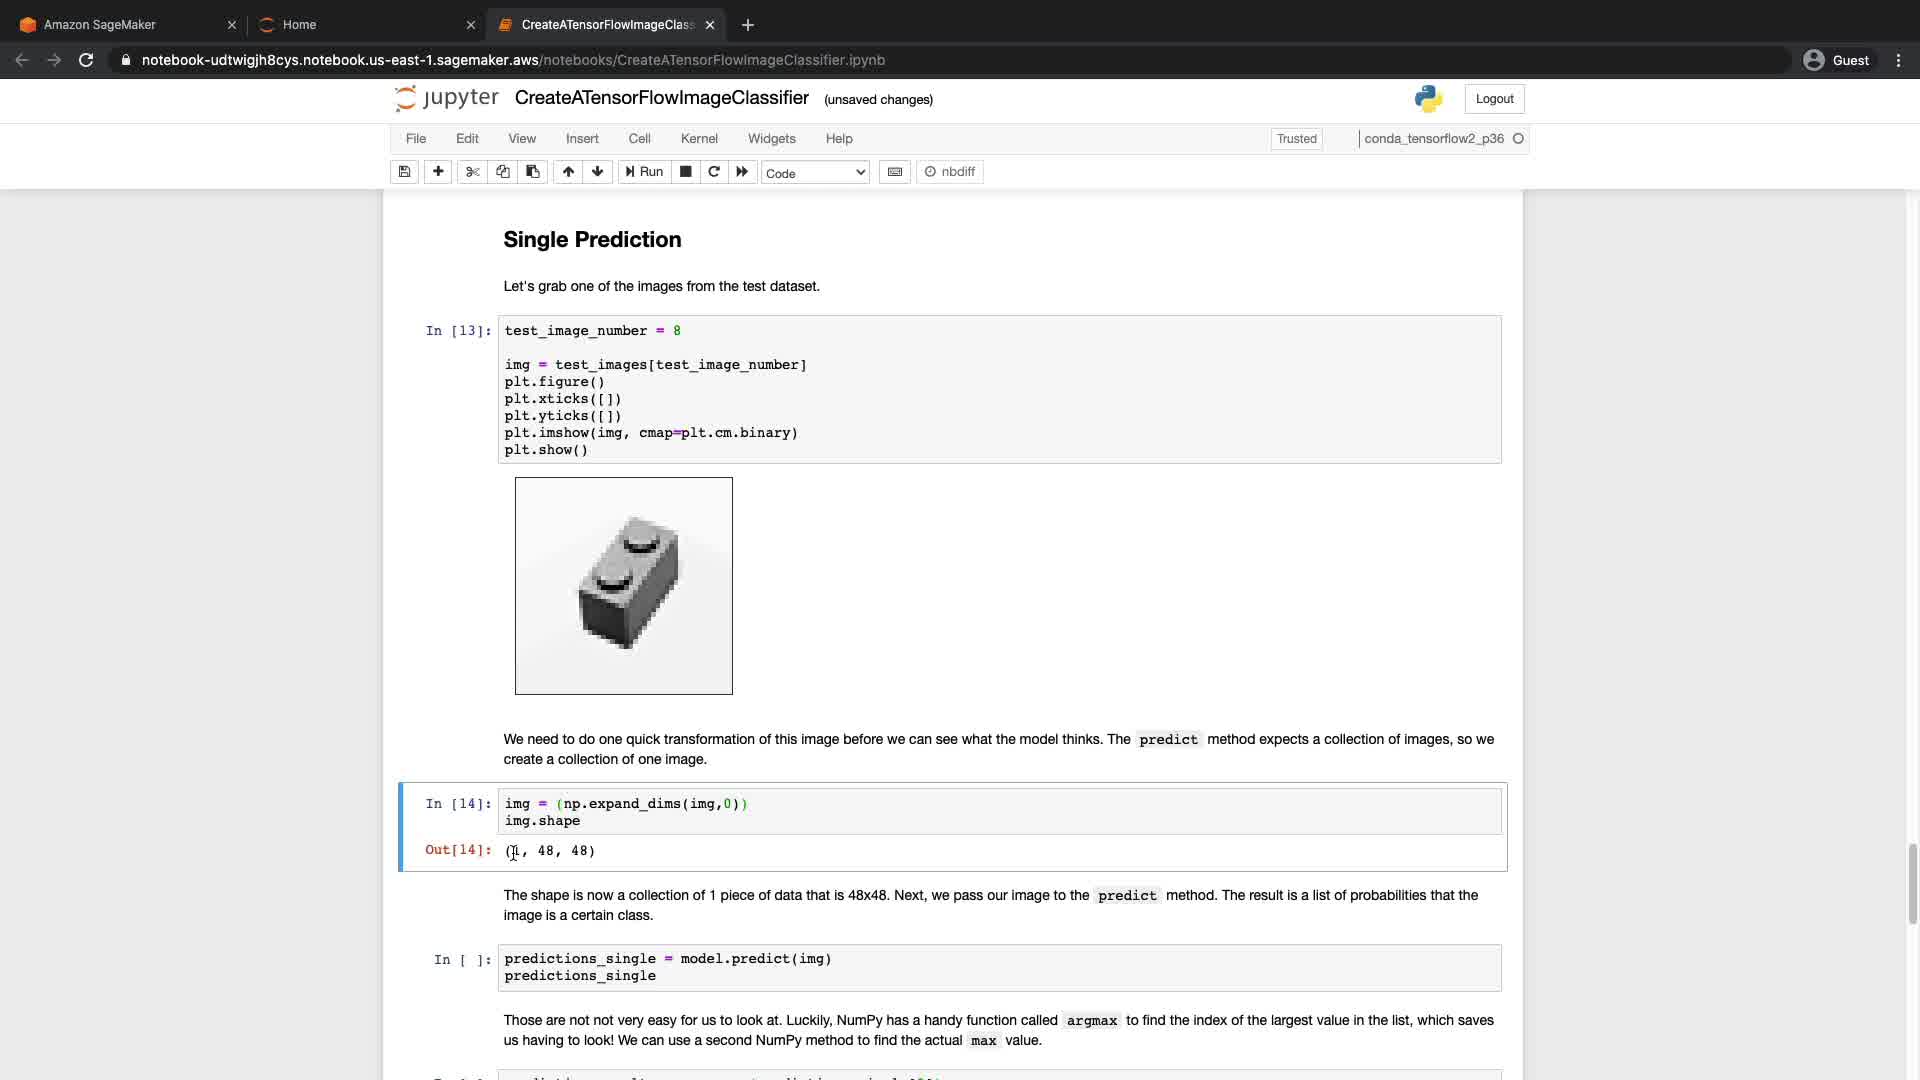 Amazon SageMaker
Home
CreateATensorFlowImageClass
notebook-udtwigjh8cys.notebook.us-east-1.sagemaker.aws/notebooks/CreateATensorFlowImageClassifier.ipynb
Guest
jupyter CreateATensorFlowImageClassifier (unsaved changes)
Logout
File Edit View Insert Cell Kernel Widgets Help
Trusted
conda_tensorflow2_p36
Run
Code
nbdiff
Single Prediction
Let's grab one of the images from the test dataset.
In [13]: test_image_number = 8
img = test_images[test_image_number]
plt.figure()
plt.xticks([])
plt.yticks([])
plt.imshow(img, cmap=plt.cm.binary)
plt.show()
We need to do one quick transformation of this image before we can see what the model thinks. The predict method expects a collection of images, so we
create a collection of one image.
In [14]: img = (np.expand_dims(img,0))
img.shape
Out[14]: (1, 48, 48)
The shape is now a collection of 1 piece of data that is 48x48. Next, we pass our image to the predict method. The result is a list of probabilities that the
image is a certain class.
In [ ]: predictions_single = model.predict(img)
predictions_single
Those are not not very easy for us to look at. Luckily, NumPy has a handy function called argmax to find the index of the largest value in the list, which saves
us having to look! We can use a second NumPy method to find the actual max value.